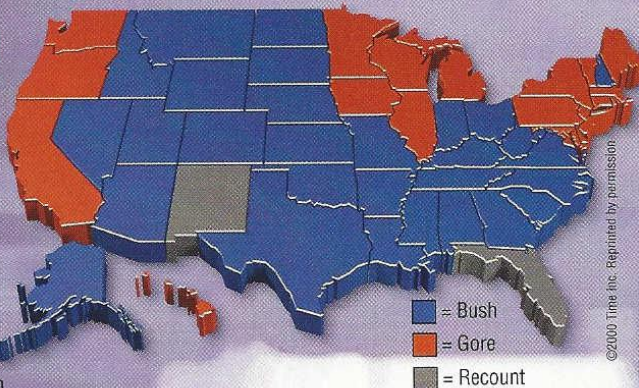 = Bush
= Gore
= Recount
©2000 Time Inc. Reprinted by permission